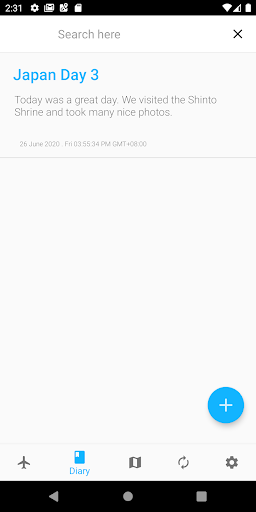 2:31
Search here
Japan Day 3
Today was a great day. We visited the Shinto
Shrine and took many nice photos.
26 June 2020 . Fri 03:55:34 PM GMT+08:00
Diary